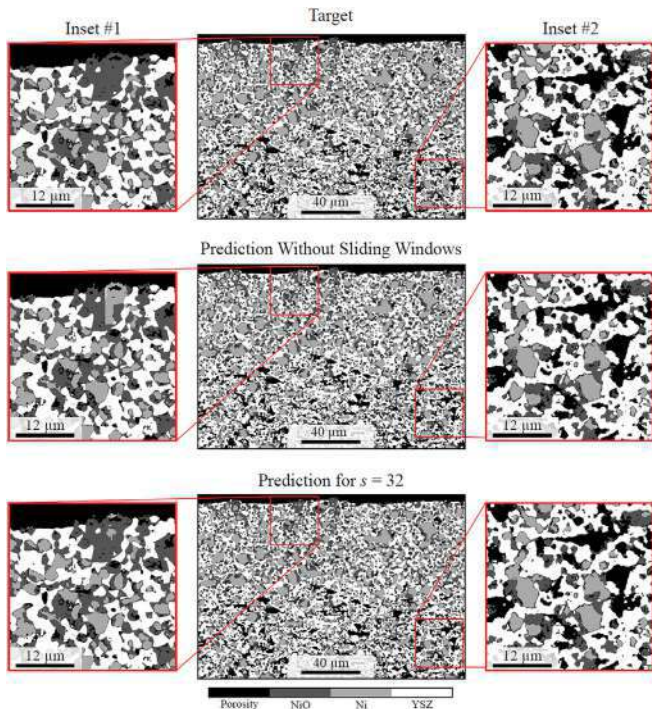 Target
Inset #1
Inset #2
12 µm
40 µm
12 µm
Prediction Without Sliding Windows
12 µm
40 µm
12 µm
Prediction for s = 32
12 µm
40 µm
12 µm
Porosity NiO Ni YSZ